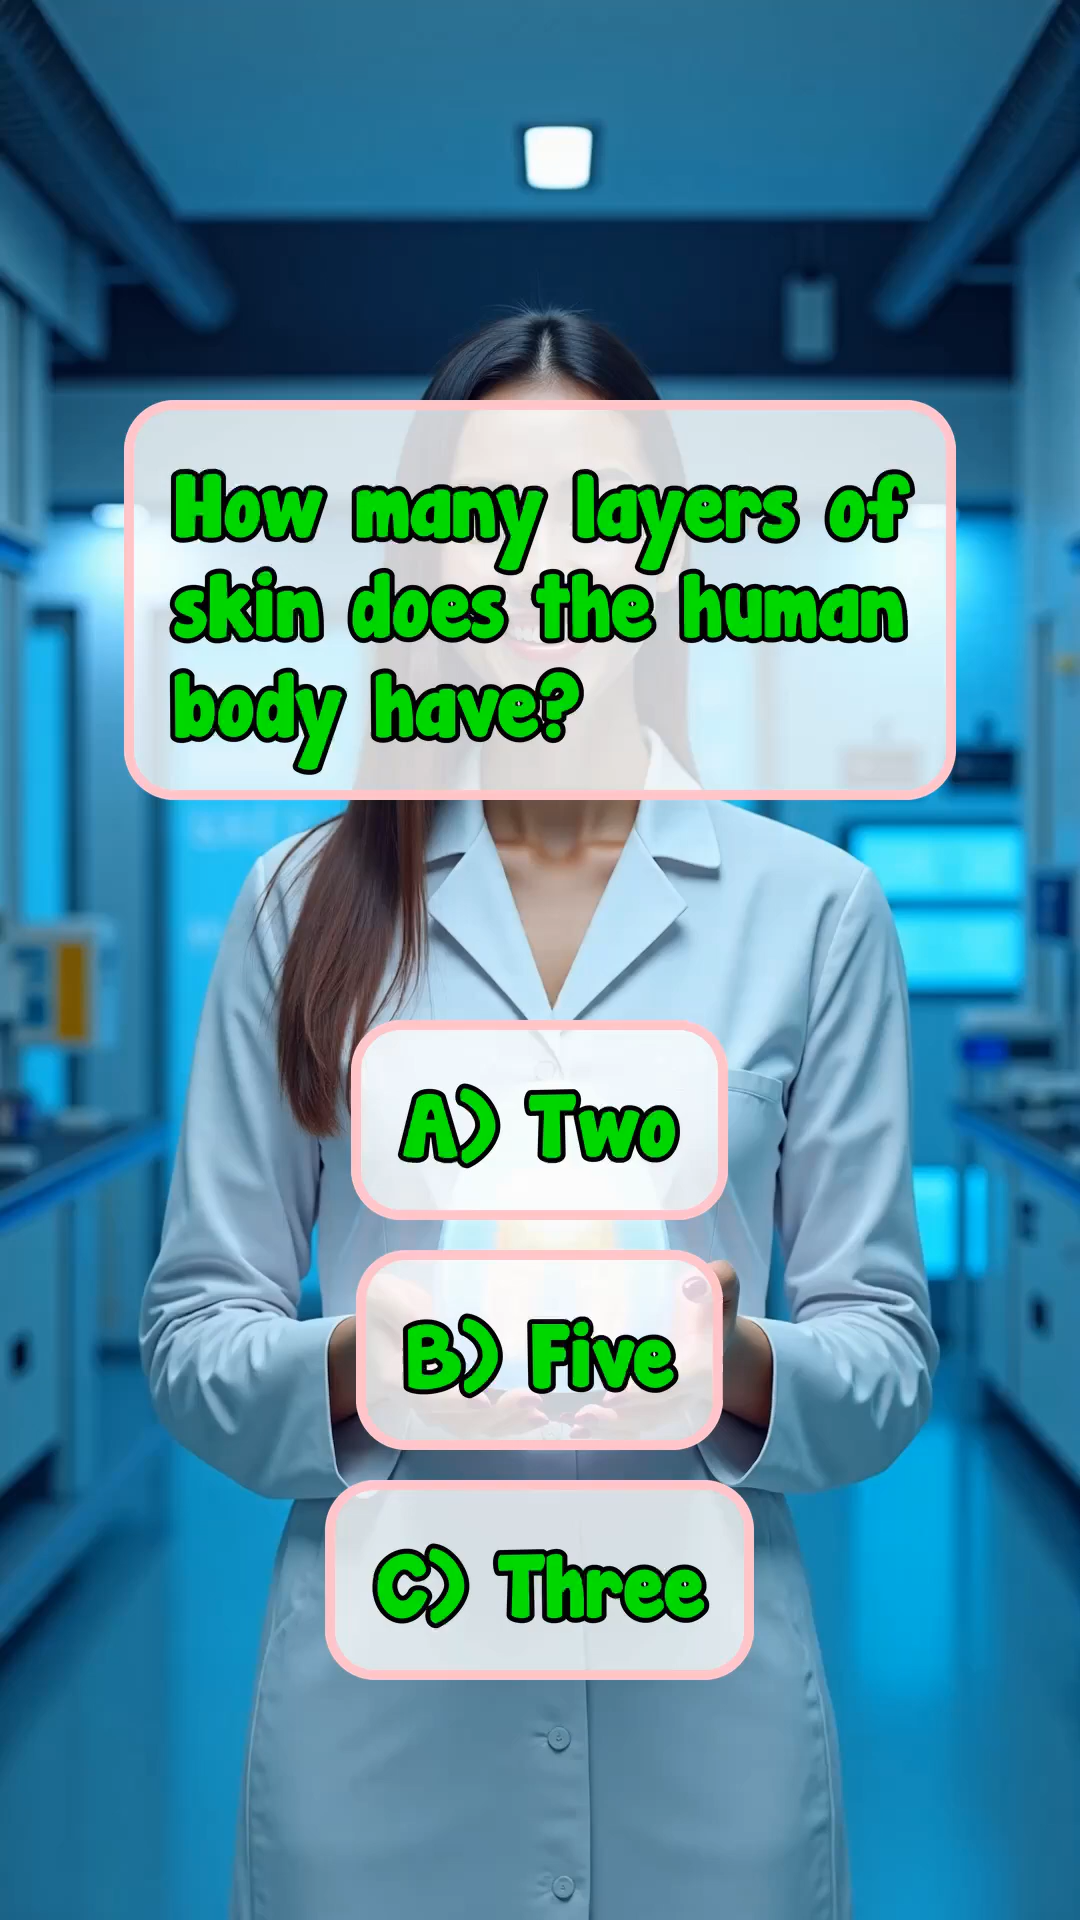 How many layers of
skin does the human
body have?
A) Two
B) Five
C) Three